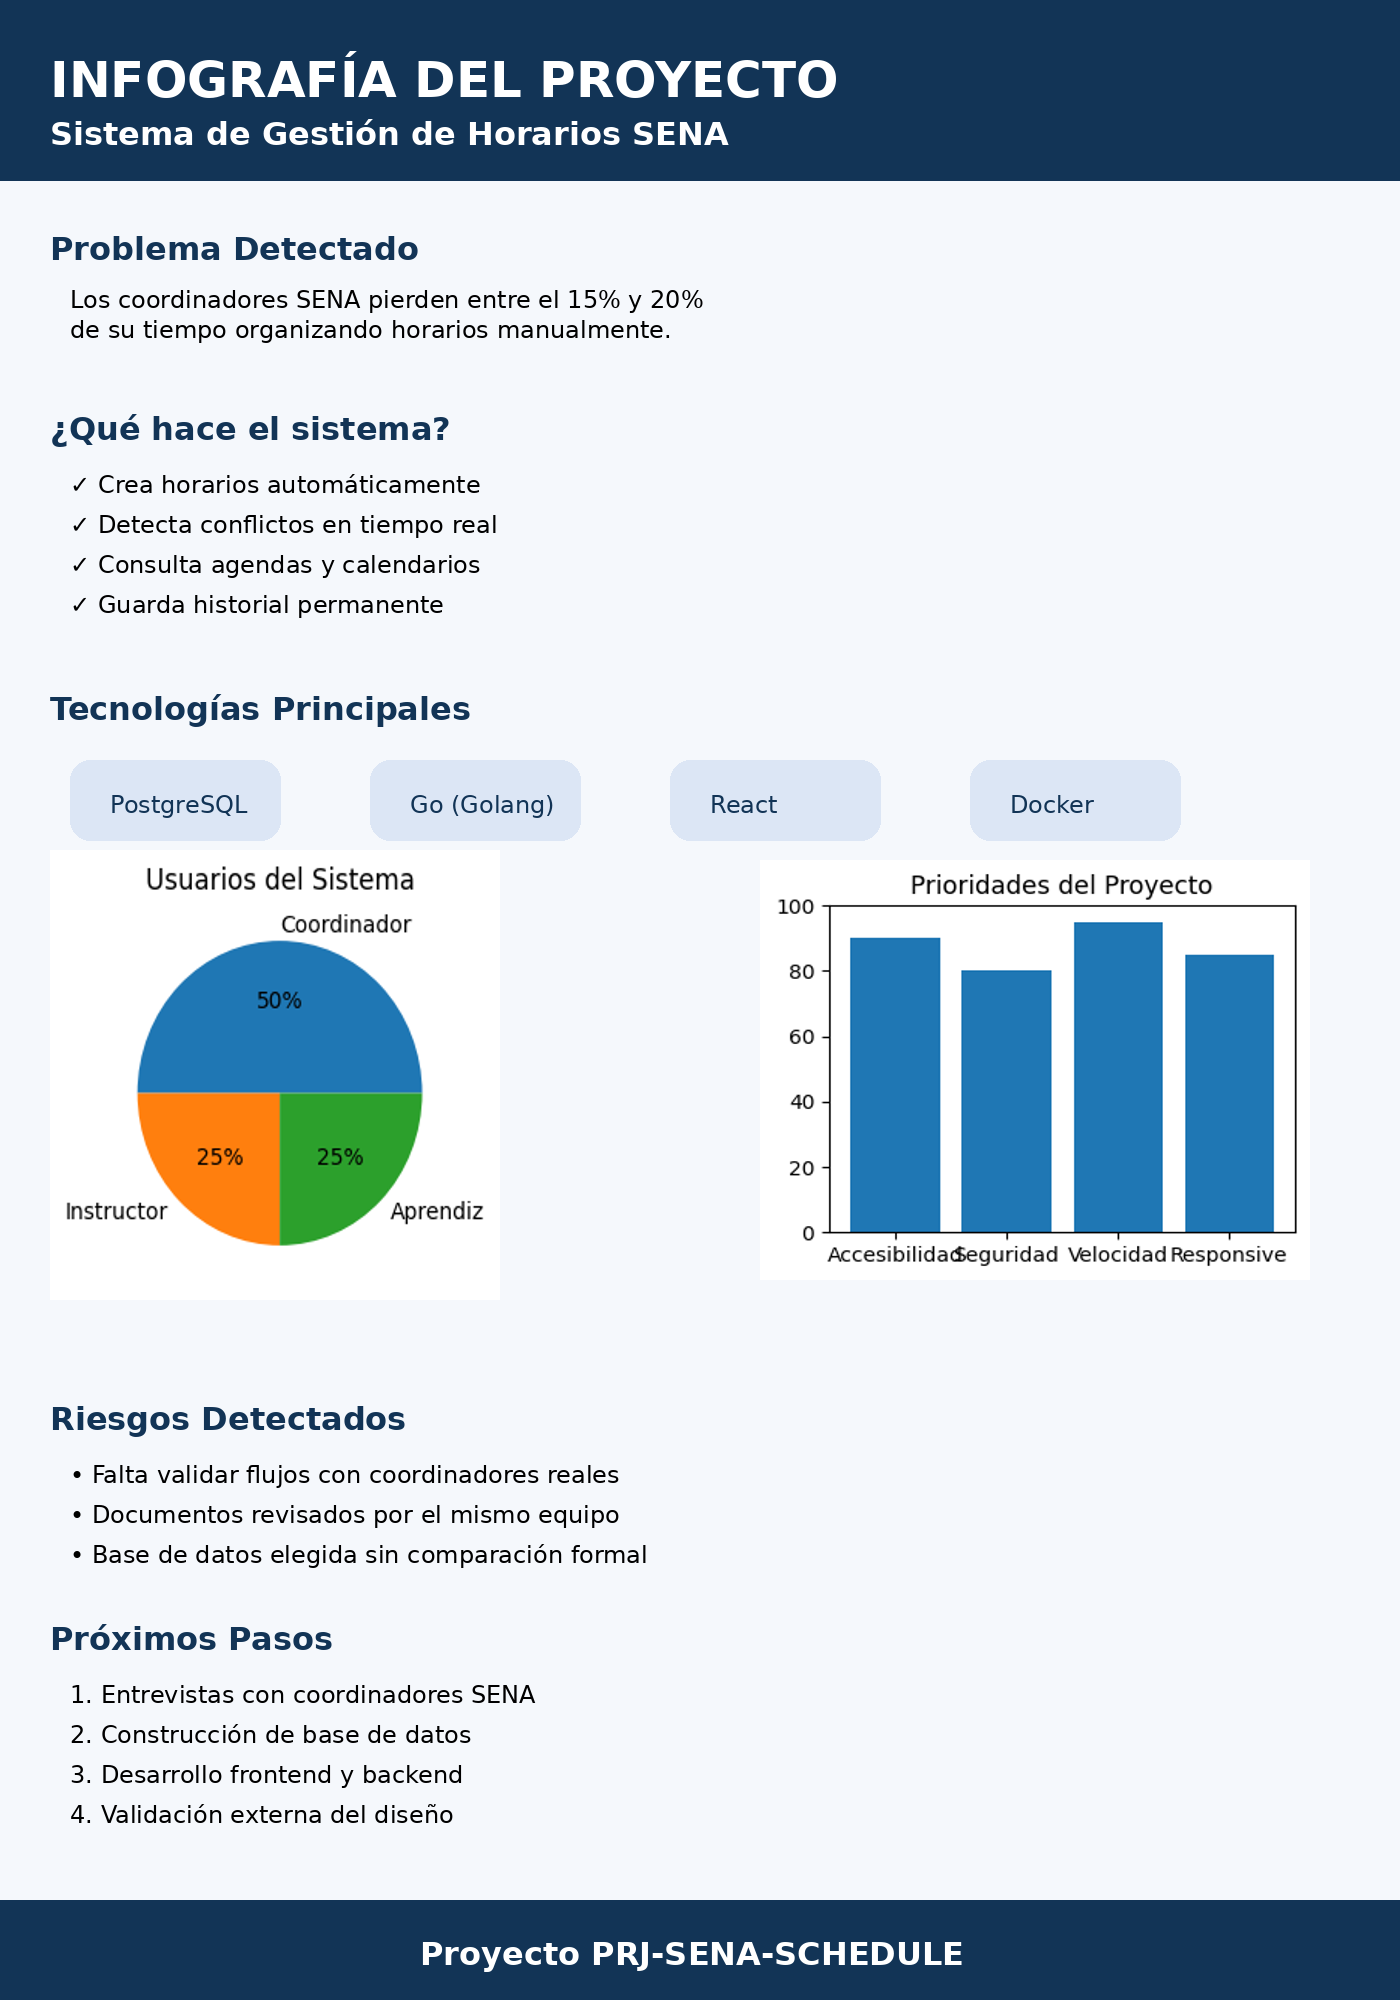 INFOGRAFÍA DEL PROYECTO
Sistema de Gestión de Horarios SENA
Problema Detectado
Los coordinadores SENA pierden entre el 15% y 20%
de su tiempo organizando horarios manualmente.
¿Qué hace el sistema?
✓ Crea horarios automáticamente
✓ Detecta conflictos en tiempo real
✓ Consulta agendas y calendarios
✓ Guarda historial permanente
Tecnologías Principales
PostgreSQL
Go (Golang)
React
Docker
Usuarios del Sistema
Coordinador
50%
25%
25%
Instructor
Aprendiz
Prioridades del Proyecto
100
80
60
40
20
0
Accesibilidad Seguridad Velocidad Responsive
Riesgos Detectados
• Falta validar flujos con coordinadores reales
• Documentos revisados por el mismo equipo
• Base de datos elegida sin comparación formal
Próximos Pasos
1. Entrevistas con coordinadores SENA
2. Construcción de base de datos
3. Desarrollo frontend y backend
4. Validación externa del diseño
Proyecto PRJ-SENA-SCHEDULE